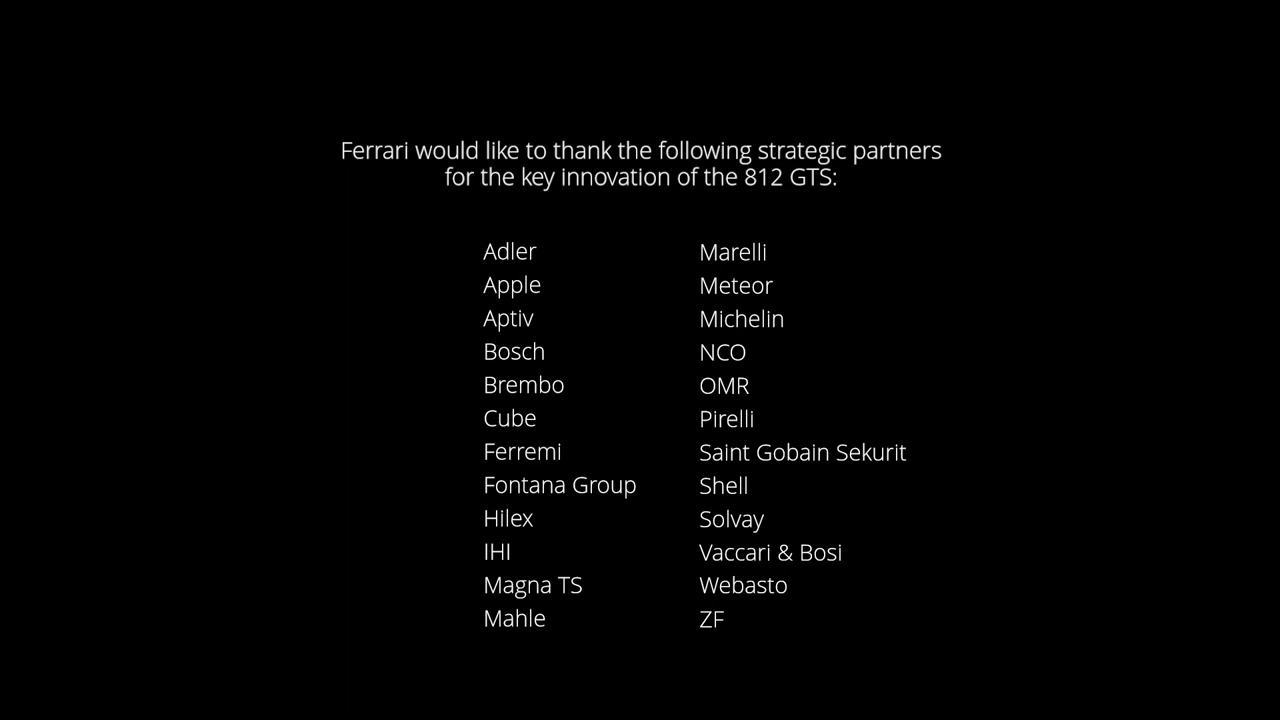 Ferrari would like to thank the following strategic partners
for the key innovation of the 812 GTS:
Adler
Apple
Aptiv
Bosch
Brembo
Cube
Ferremi
Fontana Group
Hilex
IHI
Magna TS
Mahle
Marelli
Meteor
Michelin
NCO
OMR
Pirelli
Saint Gobain Sekurit
Shell
Solvay
Vaccari & Bosi
Webasto
ZF